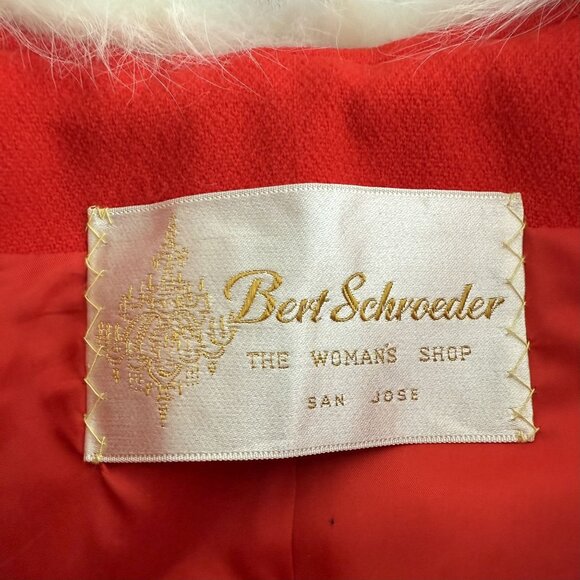 Bert Schroeder
THE WOMAN'S SHOP
SAN JOSE